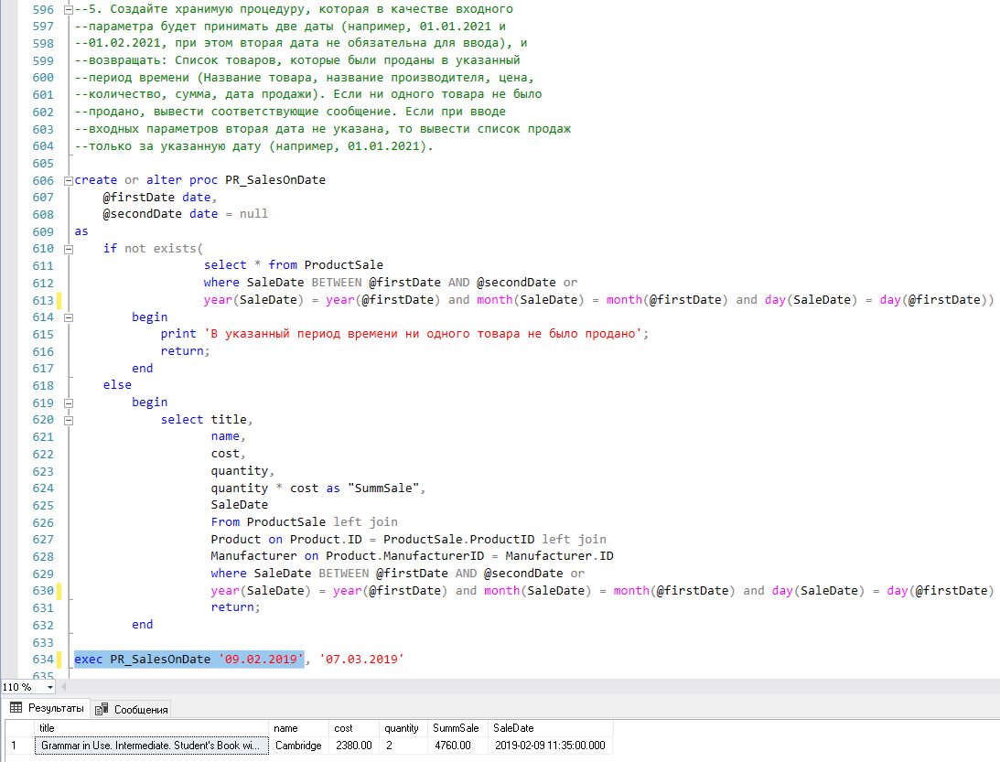 596 --5. Создайте хранимую процедуру, которая в качестве входного
597 --параметра будет принимать две даты (например, 01.01.2021 и
598 --01.02.2021, при этом вторая дата не обязательна для ввода), и
599 --возвращать: Список товаров, которые были проданы в указанный
600 --период времени (Название товара, название производителя, цена,
601 --количество, сумма, дата продажи). Если ни одного товара не было
602 --продано, вывести соответствующие сообщение. Если при вводе
603 --входных параметров вторая дата не указана, то вывести список продаж
604 --только за указанную дату (например, 01.01.2021).
605
606 create or alter proc PR_SalesOnDate
607 @firstDate date,
608 @secondDate date = null
609 as
610 if not exists(
611 select * from ProductSale
612 where SaleDate BETWEEN @firstDate AND @secondDate or
613 year(SaleDate) = year(@firstDate) and month(SaleDate) = month(@firstDate) and day(SaleDate) = day(@firstDate))
614 begin
615 print 'В указанный период времени ни одного товара не было продано';
616 return;
617 end
618 else
619 begin
620 select title,
621 name,
622 cost,
623 quantity,
624 quantity * cost as "SummSale",
625 SaleDate
626 From ProductSale left join
627 Product on Product.ID = ProductSale.ProductID left join
628 Manufacturer on Product.ManufacturerID = Manufacturer.ID
629 where SaleDate BETWEEN @firstDate AND @secondDate or
630 year(SaleDate) = year(@firstDate) and month(SaleDate) = month(@firstDate) and day(SaleDate) = day(@firstDate)
631 return;
632 end
633
634 exec PR_SalesOnDate '09.02.2019', '07.03.2019'
635
110 %
Результаты Сообщения
title name cost quantity SummSale SaleDate
1 Grammar in Use. Intermediate. Student's Book wi... Cambridge 2380.00 2 4760.00 2019-02-09 11:35:00.000